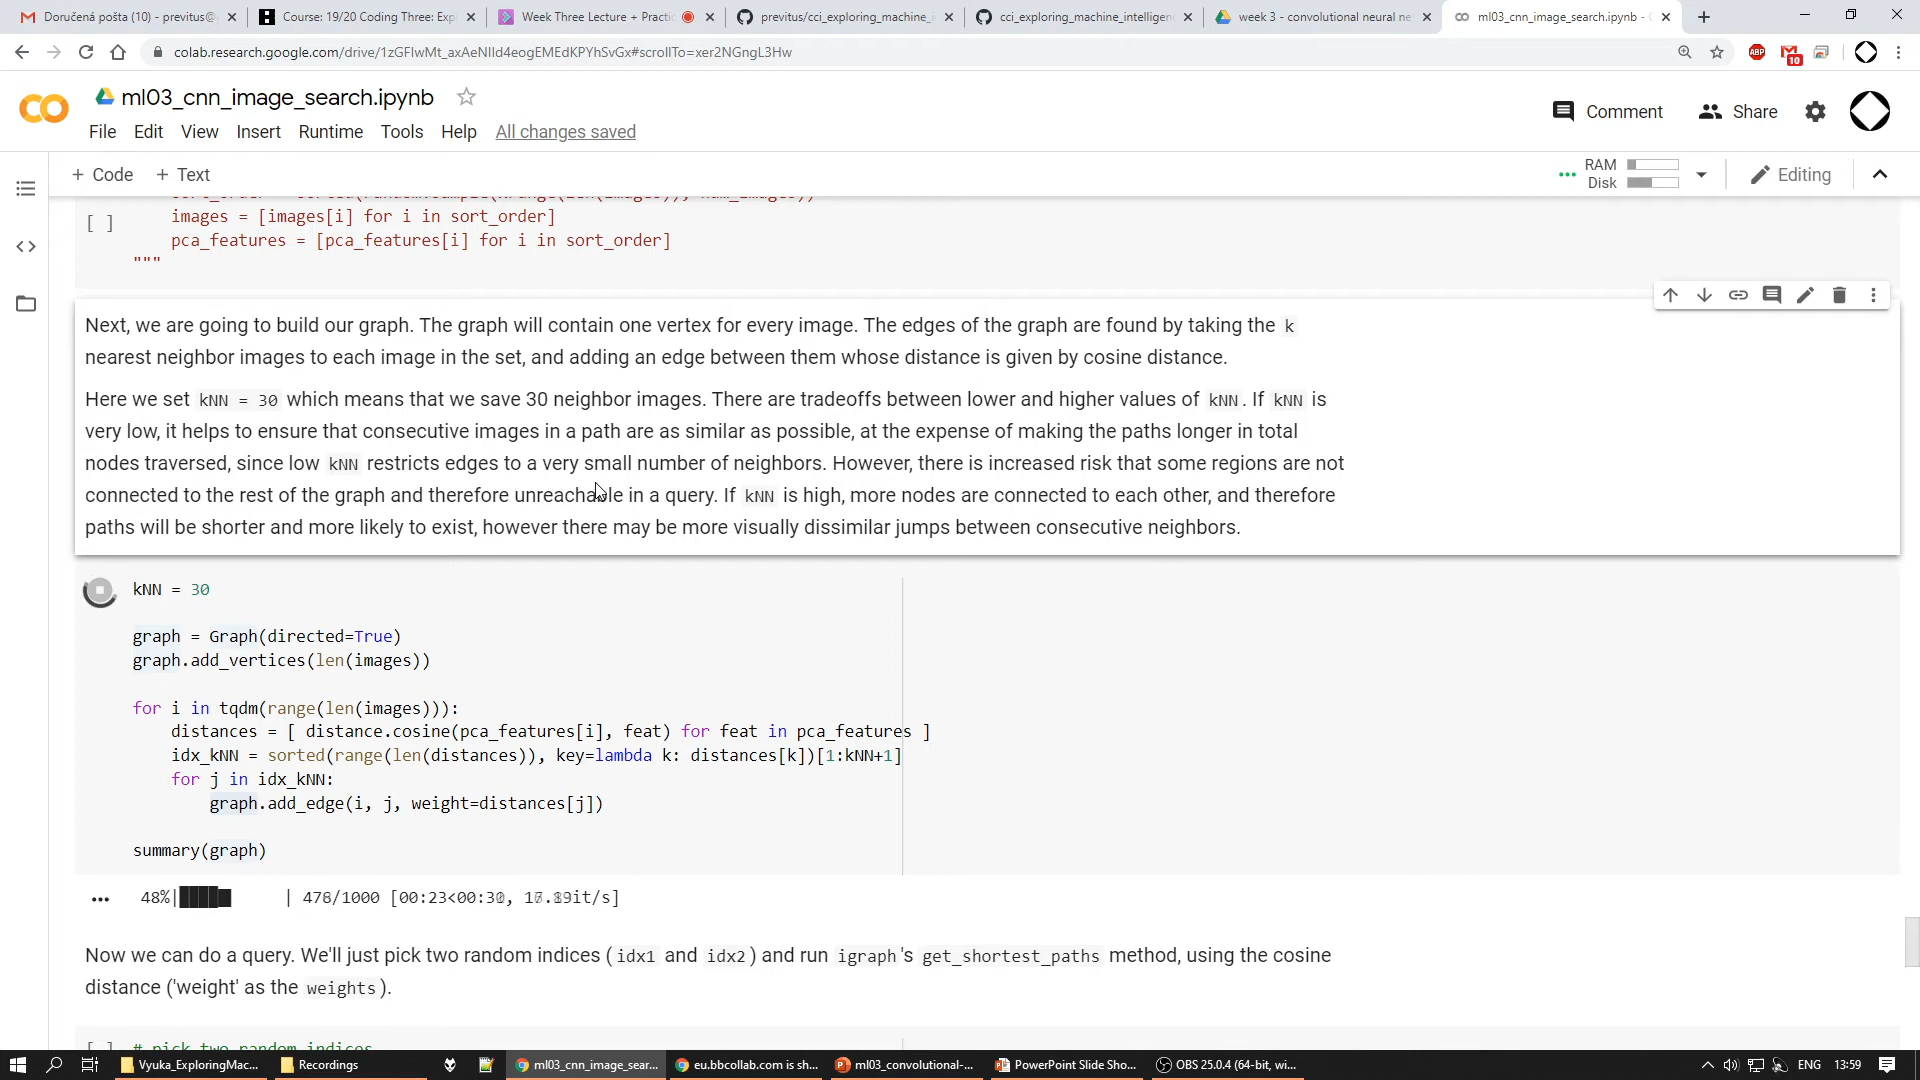 Doručená pošta (10) - previtus@
Course: 19/20 Coding Three: Exp
Week Three Lecture + Practic
previtus/cci_exploring_machine_i
cci_exploring_machine_intelligen
week 3 - convolutional neural ne
ml03_cnn_image_search.ipynb -
colab.research.google.com/drive/1zGFIwMt_axAeNIId4eogEMEdKPYhSvGx#scrollTo=xer2NGngL3Hw
ABP
10
ml03_cnn_image_search.ipynb
Comment
Share
File Edit View Insert Runtime Tools Help All changes saved
+ Code + Text
RAM
Disk
Editing
[ ]
images = [images[i] for i in sort_order]
pca_features = [pca_features[i] for i in sort_order]
"""
Next, we are going to build our graph. The graph will contain one vertex for every image. The edges of the graph are found by taking the k
nearest neighbor images to each image in the set, and adding an edge between them whose distance is given by cosine distance.
Here we set kNN = 30 which means that we save 30 neighbor images. There are tradeoffs between lower and higher values of kNN. If kNN is
very low, it helps to ensure that consecutive images in a path are as similar as possible, at the expense of making the paths longer in total
nodes traversed, since low kNN restricts edges to a very small number of neighbors. However, there is increased risk that some regions are not
connected to the rest of the graph and therefore unreachable in a query. If kNN is high, more nodes are connected to each other, and therefore
paths will be shorter and more likely to exist, however there may be more visually dissimilar jumps between consecutive neighbors.
kNN = 30
graph = Graph(directed=True)
graph.add_vertices(len(images))
for i in tqdm(range(len(images))):
distances = [ distance.cosine(pca_features[i], feat) for feat in pca_features ]
idx_kNN = sorted(range(len(distances)), key=lambda k: distances[k])[1:kNN+1]
for j in idx_kNN:
graph.add_edge(i, j, weight=distances[j])
summary(graph)
48%| | 478/1000 [00:23<00:30,
Now we can do a query. We'll just pick two random indices (idx1 and idx2) and run igraph's get_shortest_paths method, using the cosine
distance ('weight' as the weights).
[ ] # pick two random indices
Vyuka_ExploringMac...
Recordings
ml03_cnn_image_sear...
eu.bbcollab.com is sh...
ml03_convolutional-...
PowerPoint Slide Sho...
OBS 25.0.4 (64-bit, wi...
ENG
13:59